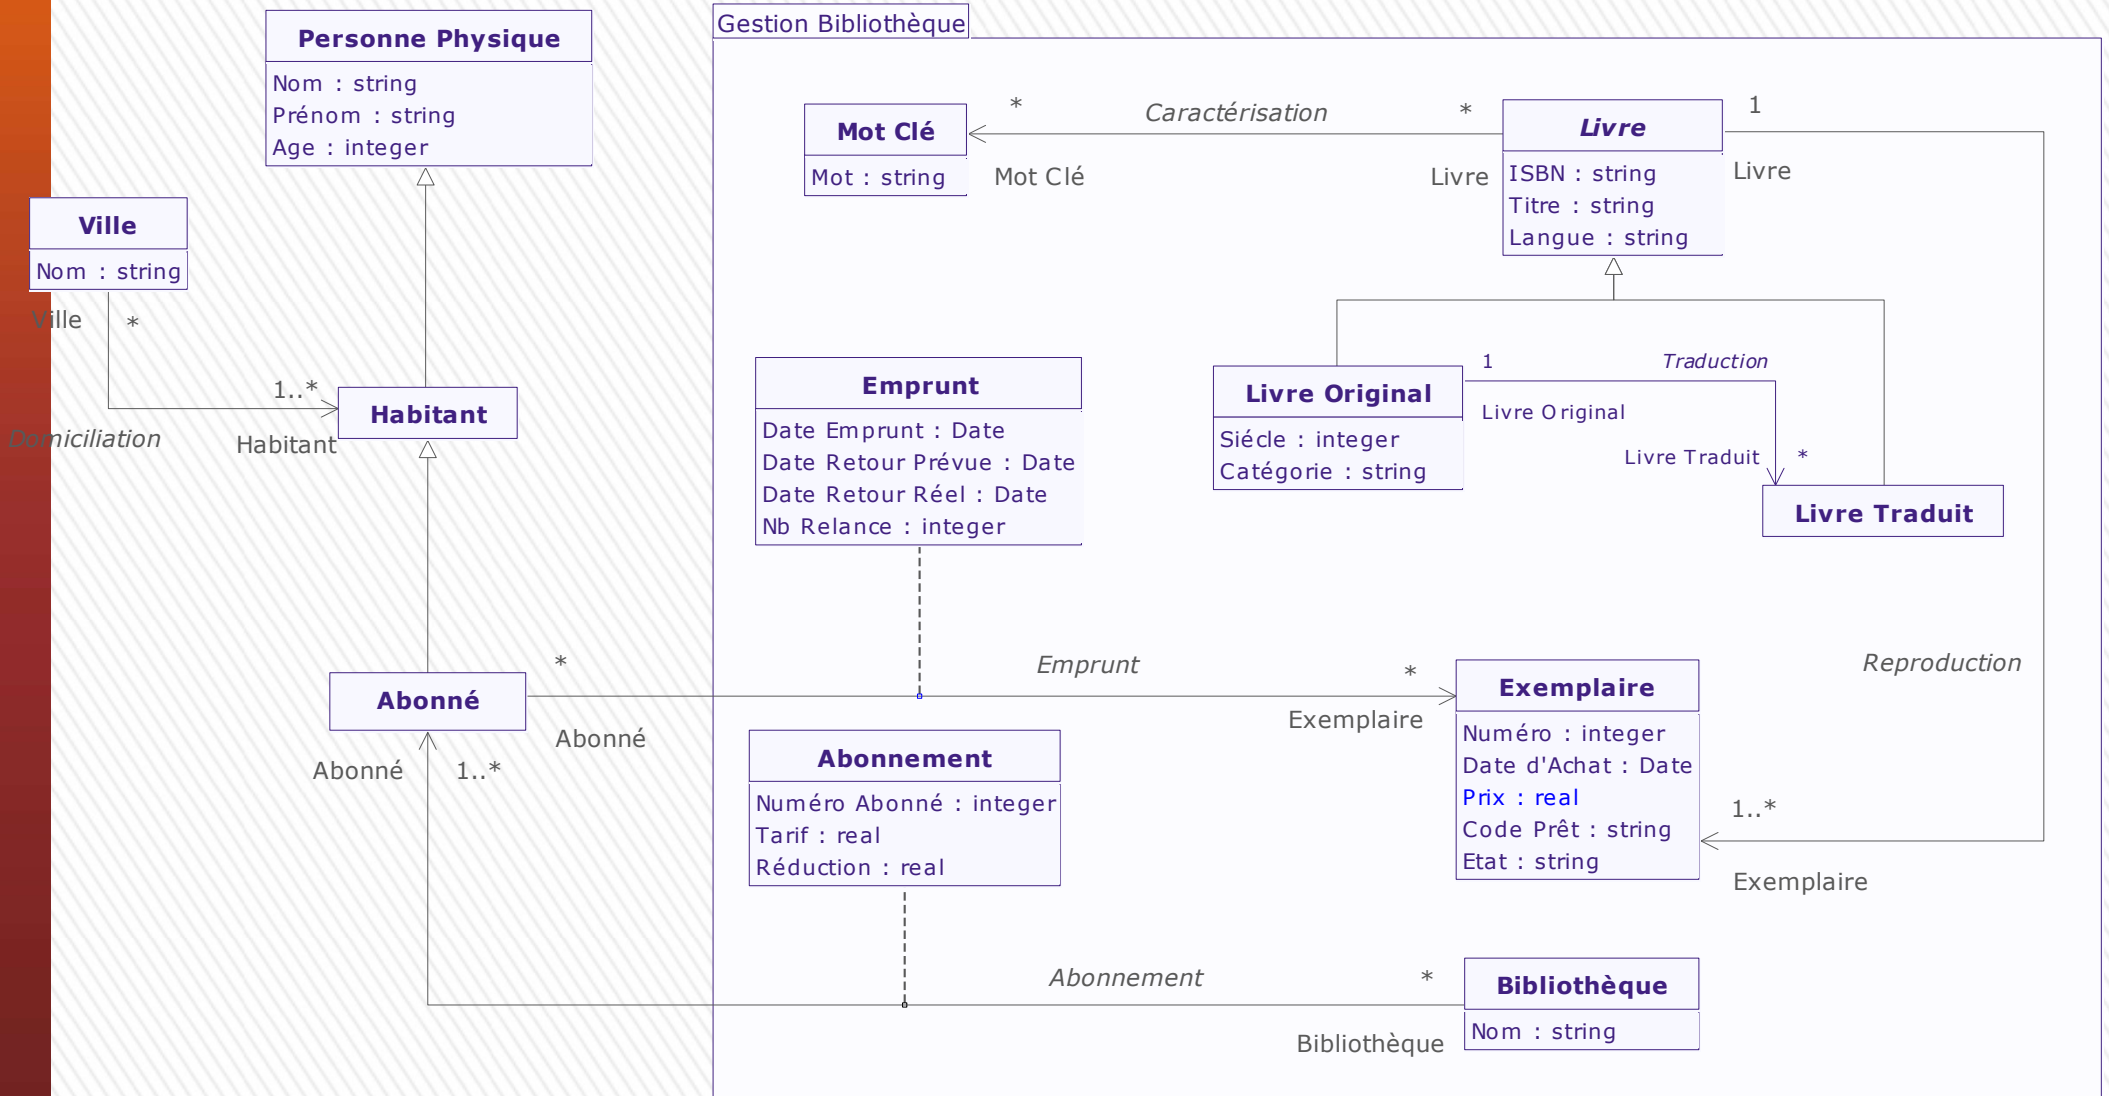 Gestion Bibliothèque
Personne Physique
Nom : string
Prénom : string
Age : integer
Ville
Nom : string
Ville
*
1..*
Habitant
Domiciliation
Habitant
Mot Clé
Mot : string
*
Caractérisation
*
Mot Clé
Livre
Livre
ISBN : string
Titre : string
Langue : string
1
Livre
Emprunt
Date Emprunt : Date
Date Retour Prévue : Date
Date Retour Réel : Date
Nb Relance : integer
Livre Original
Siécle : integer
Catégorie : string
1
Traduction
Livre Original
Livre Traduit
*
Livre Traduit
Abonné
*
Abonné
Emprunt
*
Exemplaire
Reproduction
Exemplaire
Numéro : integer
Date d'Achat : Date
Prix : real
Code Prêt : string
Etat : string
1..*
Exemplaire
Abonné
1..*
Abonnement
Numéro Abonné : integer
Tarif : real
Réduction : real
Abonnement
*
Bibliothèque
Bibliothèque
Nom : string